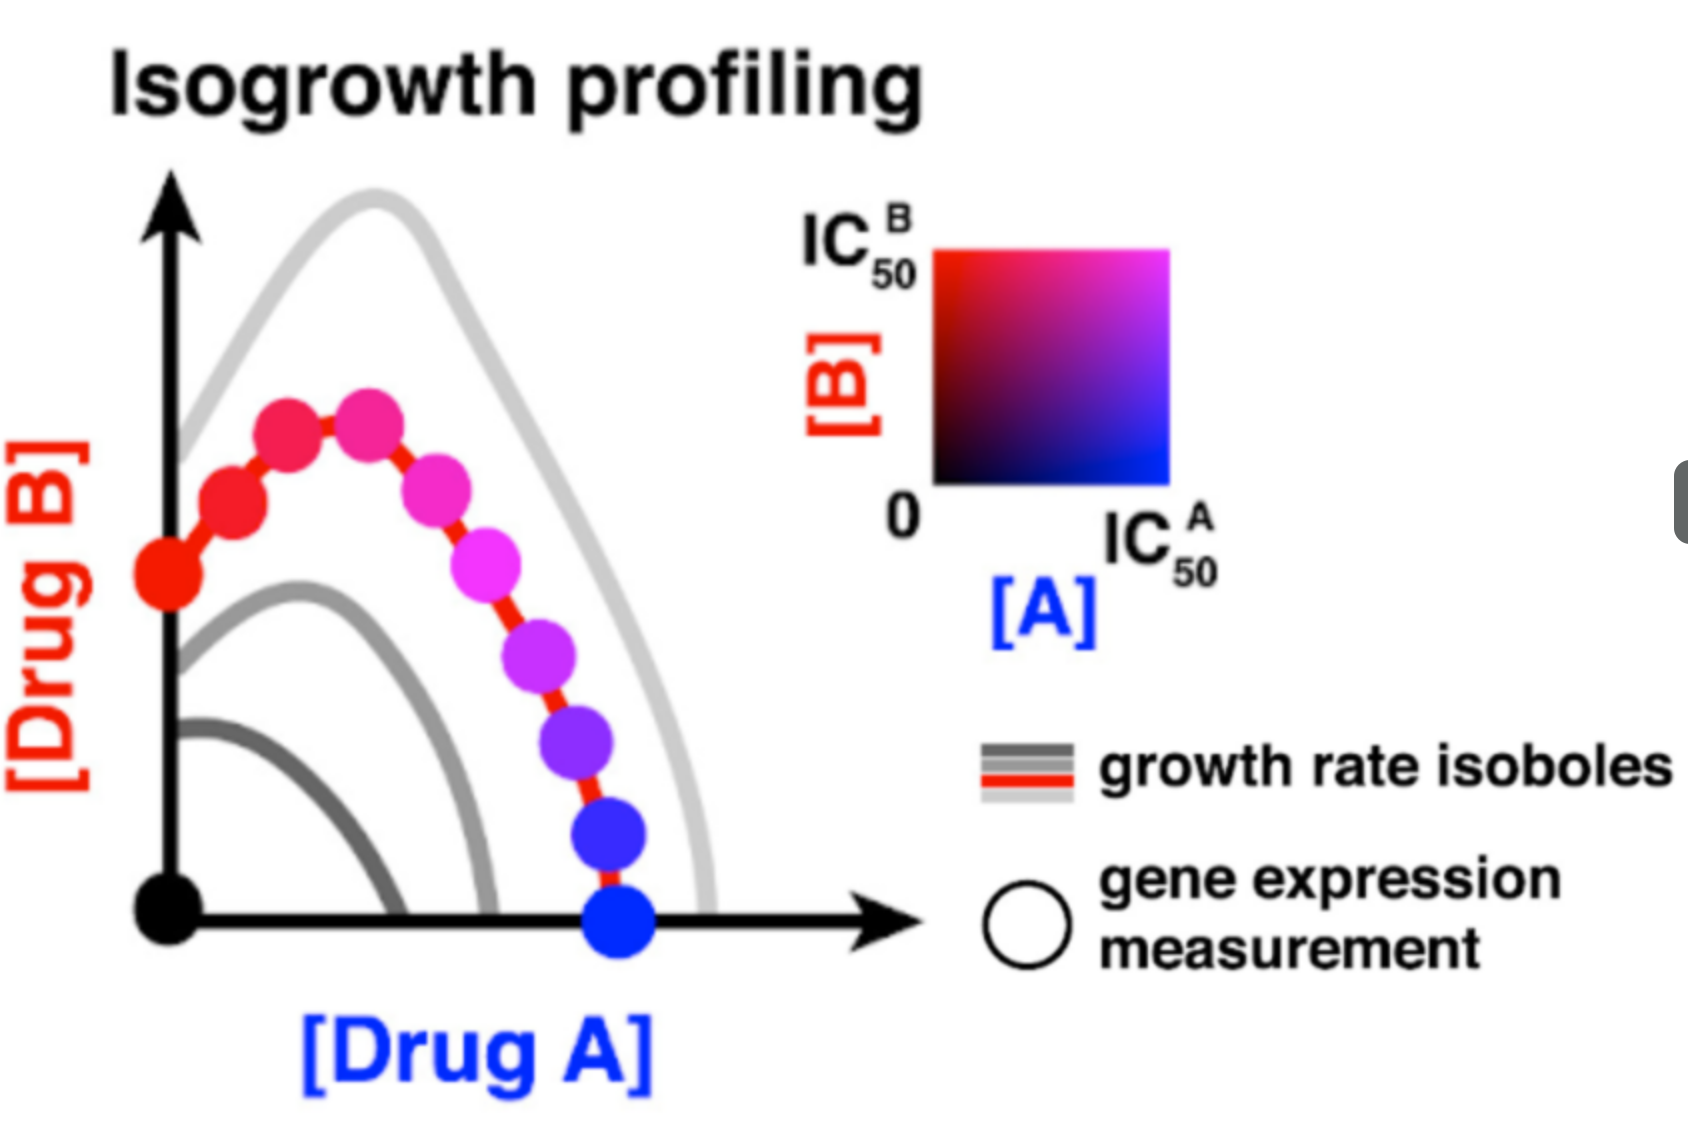 Isogrowth profiling
[Drug B]
[Drug A]
IC50B
[B]
0
IC50A
[A]
growth rate isoboles
gene expression
measurement